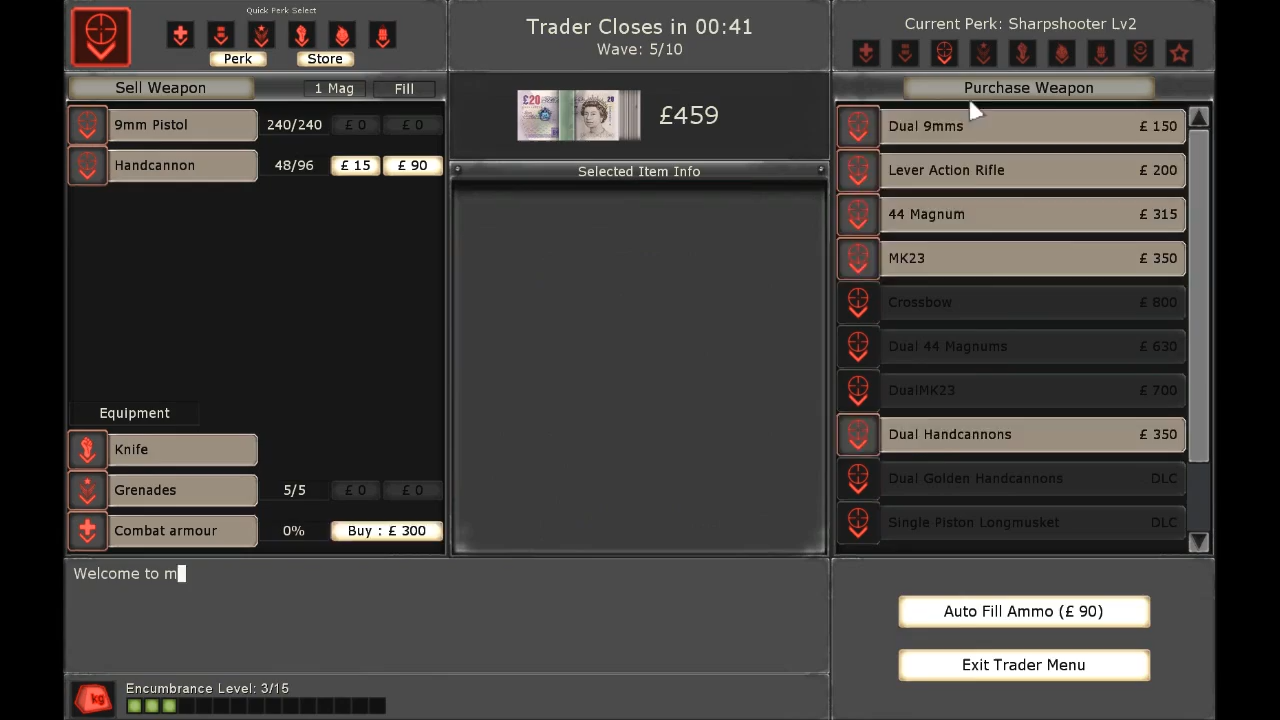 Quick Perk Select
Perk
Store
Trader Closes in 00:41
Wave: 5/10
Current Perk: Sharpshooter Lv2
Sell Weapon
1 Mag
Fill
9mm Pistol 240/240 £ 0 £ 0
Handcannon 48/96 £ 15 £ 90
Equipment
Knife
Grenades 5/5 £ 0 £ 0
Combat armour 0% Buy : £ 300
£20
20
£459
Selected Item Info
Purchase Weapon
Dual 9mms £ 150
Lever Action Rifle £ 200
44 Magnum £ 315
MK23 £ 350
Crossbow £ 800
Dual 44 Magnums £ 630
DualMK23 £ 700
Dual Handcannons £ 350
Dual Golden Handcannons DLC
Single Piston Longmusket DLC
Welcome to m
Auto Fill Ammo (£ 90)
Exit Trader Menu
kg
Encumbrance Level: 3/15